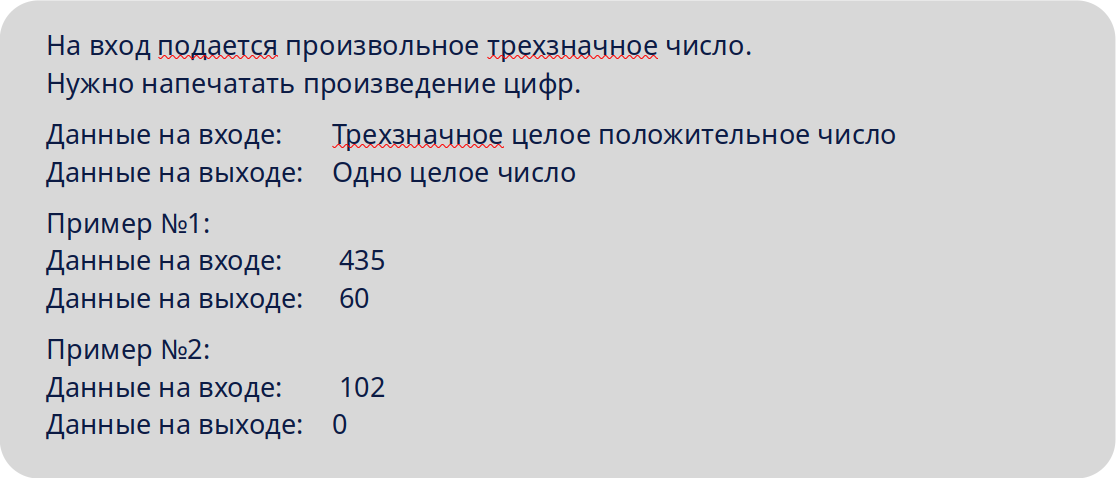 На вход подается произвольное трехзначное число.
Нужно напечатать произведение цифр.
Данные на входе: Трехзначное целое положительное число
Данные на выходе: Одно целое число
Пример №1:
Данные на входе: 435
Данные на выходе: 60
Пример №2:
Данные на входе: 102
Данные на выходе: 0